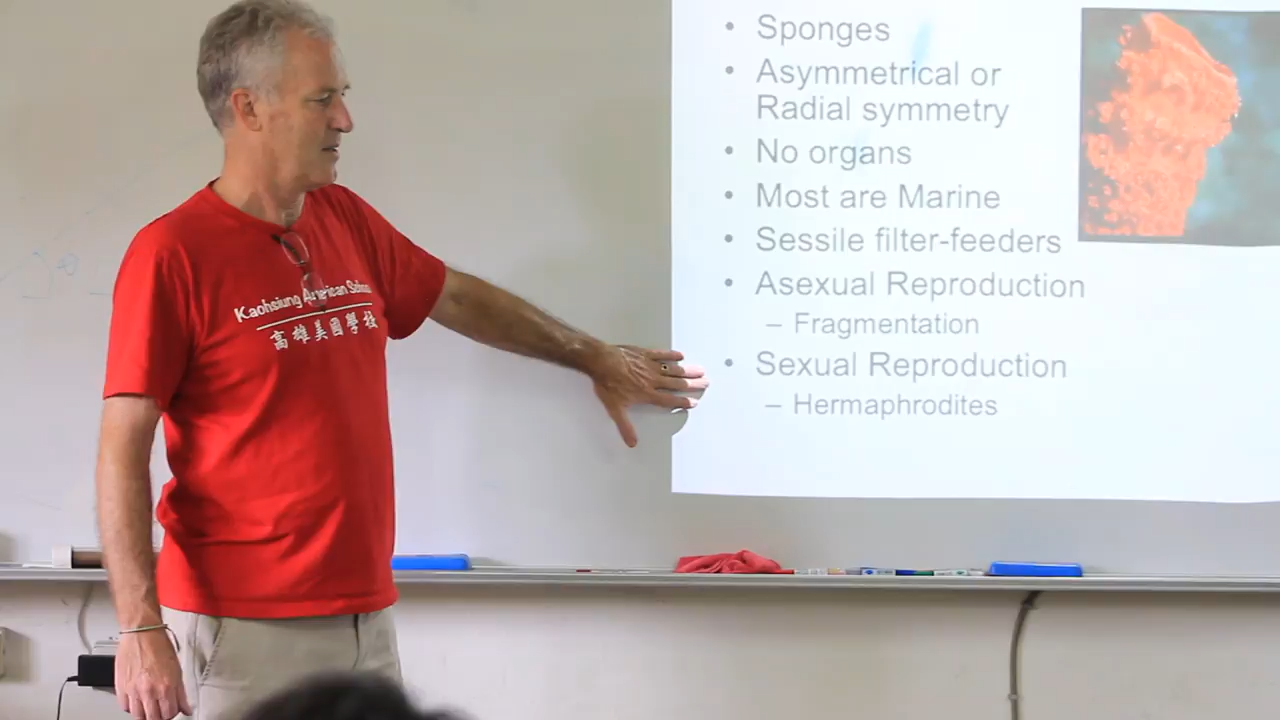 Kaohsiung American School
高雄美國學校
• Sponges
• Asymmetrical or
Radial symmetry
• No organs
• Most are Marine
• Sessile filter-feeders
• Asexual Reproduction
– Fragmentation
• Sexual Reproduction
– Hermaphrodites